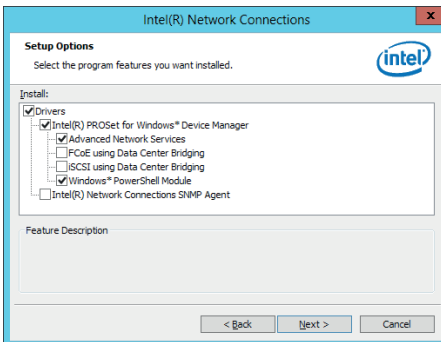 Intel(R) Network Connections
x
Setup Options
Select the program features you want installed.
intel
Install:
Drivers
Intel(R) PROSet for Windows* Device Manager
Advanced Network Services
FCoE using Data Center Bridging
iSCSI using Data Center Bridging
Windows* PowerShell Module
Intel(R) Network Connections SNMP Agent
Feature Description
< Back
Next >
Cancel